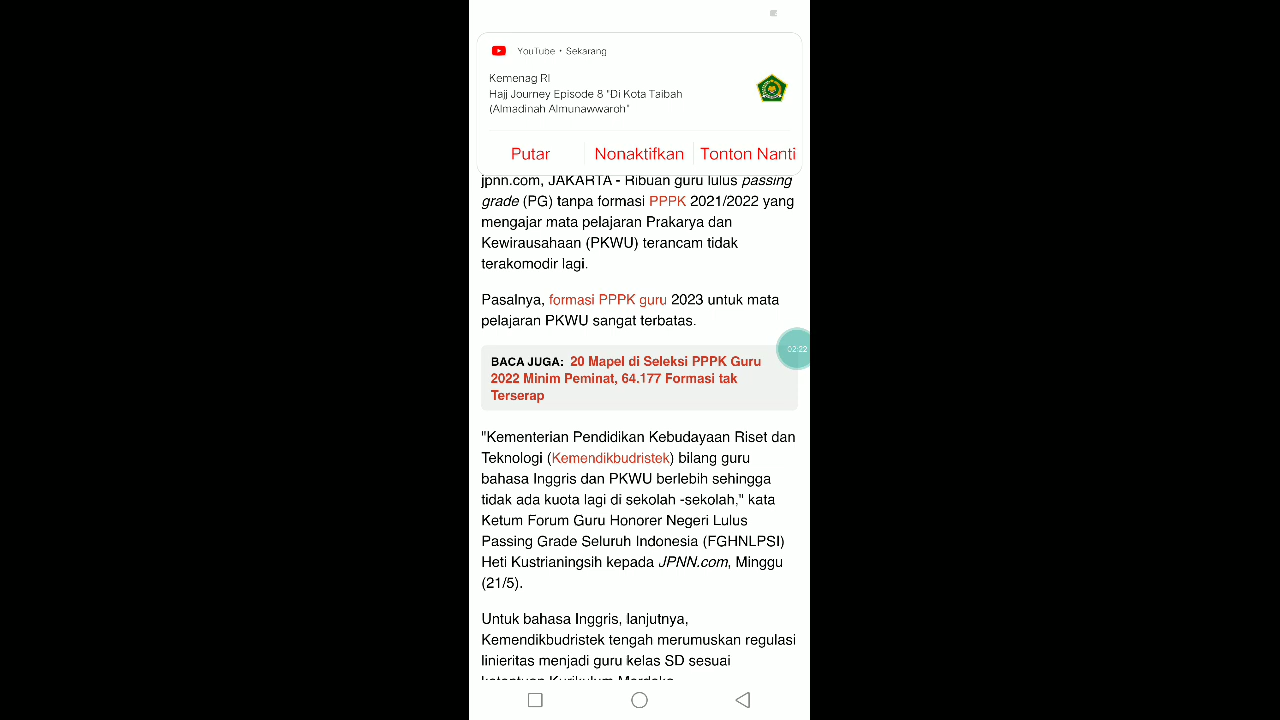 YouTube • Sekarang
Kemenag RI
Hajj Journey Episode 8 "Di Kota Taibah
(Almadinah Almunawwaroh"
Putar
Nonaktifkan
Tonton Nanti
jpnn.com, JAKARTA - Ribuan guru lulus passing
grade (PG) tanpa formasi PPPK 2021/2022 yang
mengajar mata pelajaran Prakarya dan
Kewirausahaan (PKWU) terancam tidak
terakomodir lagi.
Pasalnya, formasi PPPK guru 2023 untuk mata
pelajaran PKWU sangat terbatas.
02:22
BACA JUGA: 20 Mapel di Seleksi PPPK Guru
2022 Minim Peminat, 64.177 Formasi tak
Terserap
"Kementerian Pendidikan Kebudayaan Riset dan
Teknologi (Kemendikbudristek) bilang guru
bahasa Inggris dan PKWU berlebih sehingga
tidak ada kuota lagi di sekolah -sekolah," kata
Ketum Forum Guru Honorer Negeri Lulus
Passing Grade Seluruh Indonesia (FGHNLPSI)
Heti Kustrianingsih kepada JPNN.com, Minggu
(21/5).
Untuk bahasa Inggris, lanjutnya,
Kemendikbudristek tengah merumuskan regulasi
linieritas menjadi guru kelas SD sesuai